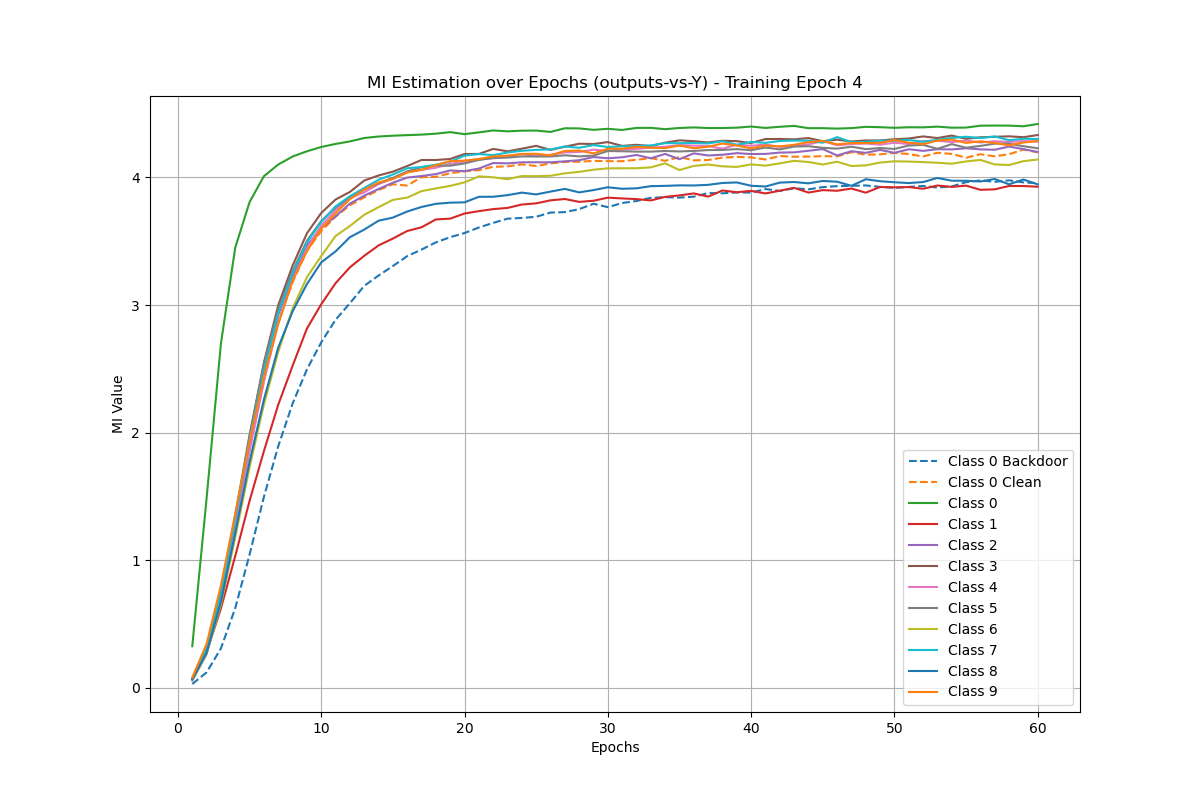 MI Estimation over Epochs (outputs-vs-Y) - Training Epoch 4
MI Value
4
3
2
1
0
0 10 20 30 40 50 60
Epochs
Class 0 Backdoor
Class 0 Clean
Class 0
Class 1
Class 2
Class 3
Class 4
Class 5
Class 6
Class 7
Class 8
Class 9